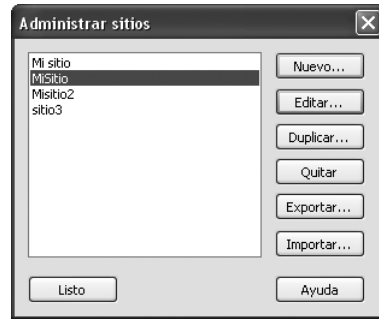 Administrar sitios
Mi sitio
MiSitio
Misitio2
sitio3
Nuevo...
Editar...
Duplicar...
Quitar
Exportar...
Importar...
Listo
Ayuda